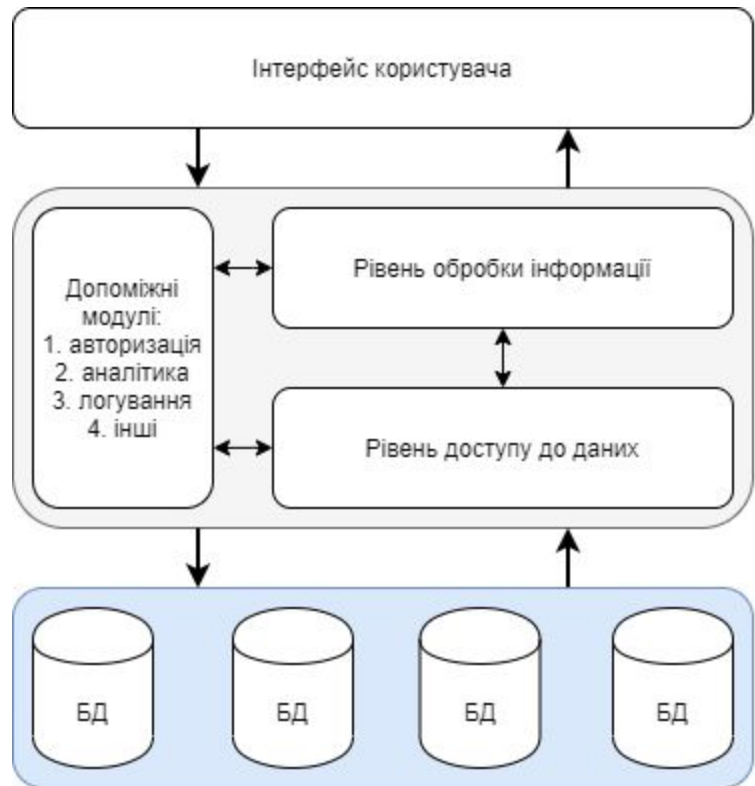 Інтерфейс користувача
Допоміжні
модулі:
1. авторизація
2. аналітика
3. логування
4. інші
Рівень обробки інформації
Рівень доступу до даних
БД
БД
БД
БД